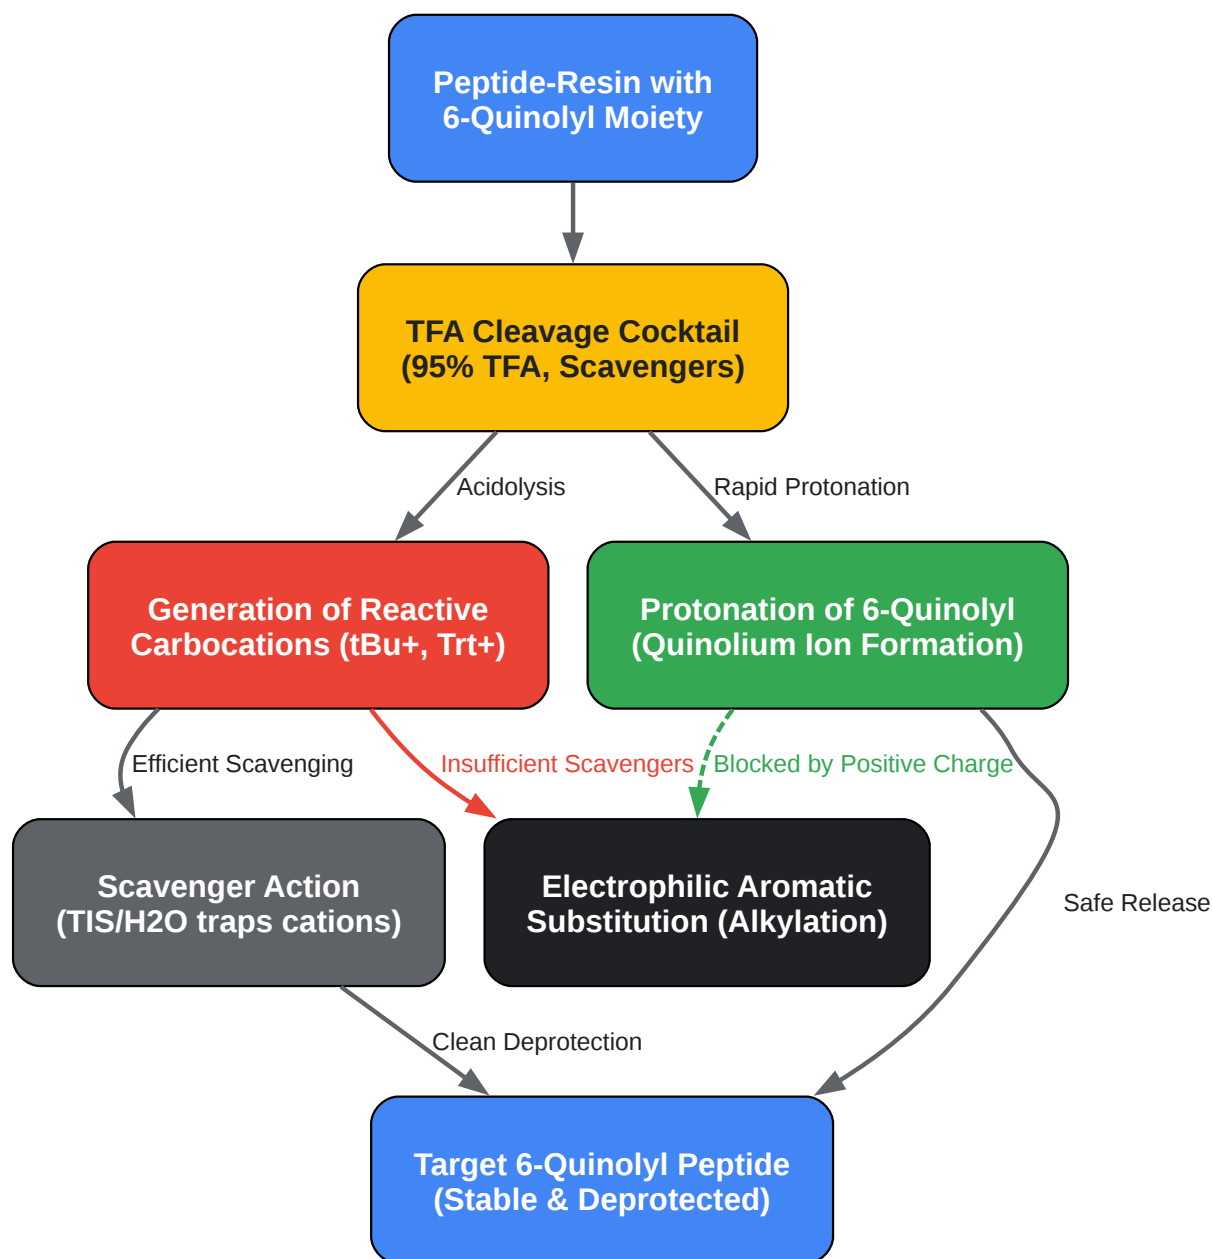 Peptide-Resin with
6-Quinolyl Moiety
TFA Cleavage Cocktail
(95% TFA, Scavengers)
Acidolysis
Rapid Protonation
Generation of Reactive
Carbocations (tBu+, Trt+)
Protonation of 6-Quinolyl
(Quinolium Ion Formation)
Efficient Scavenging
Insufficient Scavengers
Blocked by Positive Charge
Scavenger Action
(TIS/H2O traps cations)
Electrophilic Aromatic
Substitution (Alkylation)
Safe Release
Clean Deprotection
Target 6-Quinolyl Peptide
(Stable & Deprotected)